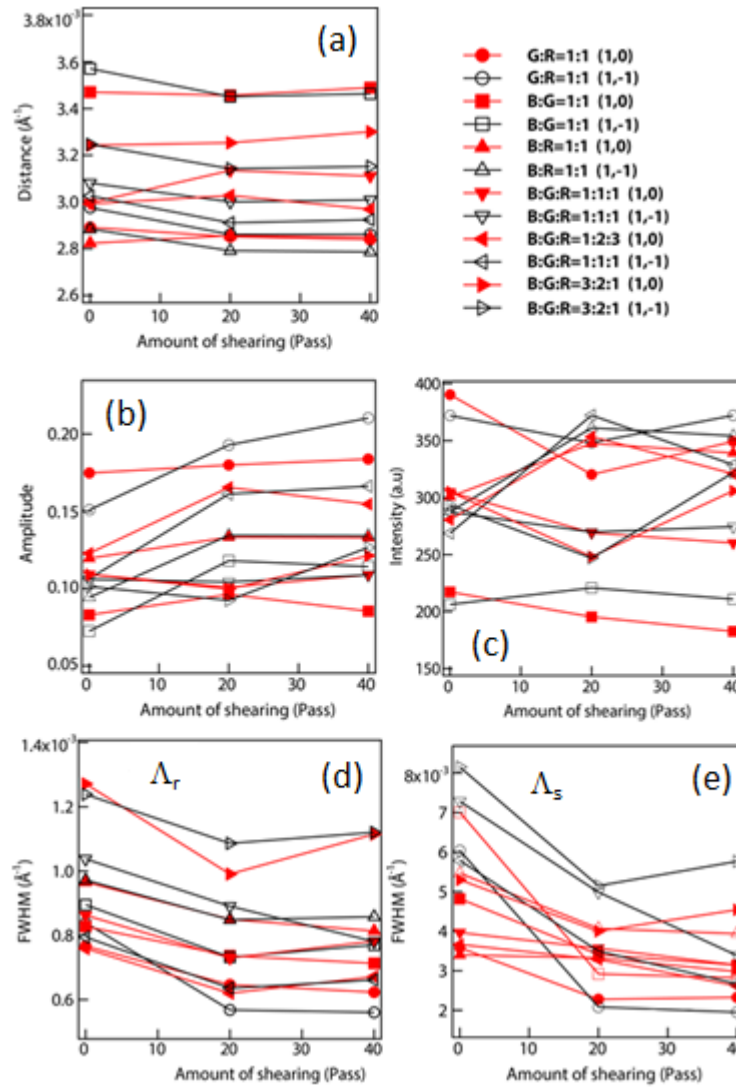 3.8x10⁻³
3.6
3.4
3.2
3.0
2.8
2.6
Distance (Å⁻¹)
(a)
0 10 20 30 40
Amount of shearing (Pass)
G:R=1:1 (1,0)
G:R=1:1 (1,-1)
B:G=1:1 (1,0)
B:G=1:1 (1,-1)
B:R=1:1 (1,0)
B:R=1:1 (1,-1)
B:G:R=1:1:1 (1,0)
B:G:R=1:1:1 (1,-1)
B:G:R=1:2:3 (1,0)
B:G:R=1:1:1 (1,-1)
B:G:R=3:2:1 (1,0)
B:G:R=3:2:1 (1,-1)
(b)
0.20
0.15
0.10
0.05
Amplitude
0 10 20 30 40
Amount of shearing (Pass)
400
350
300
250
200
150
Intensity (a.u)
(c)
0 10 20 30 40
Amount of shearing (Pass)
1.4x10⁻³
1.2
1.0
0.8
0.6
FWHM (Å⁻¹)
Λr
(d)
0 10 20 30 40
Amount of shearing (Pass)
8x10⁻³
7
6
5
4
3
2
FWHM (Å⁻¹)
Λs
(e)
0 10 20 30 40
Amount of shearing (Pass)